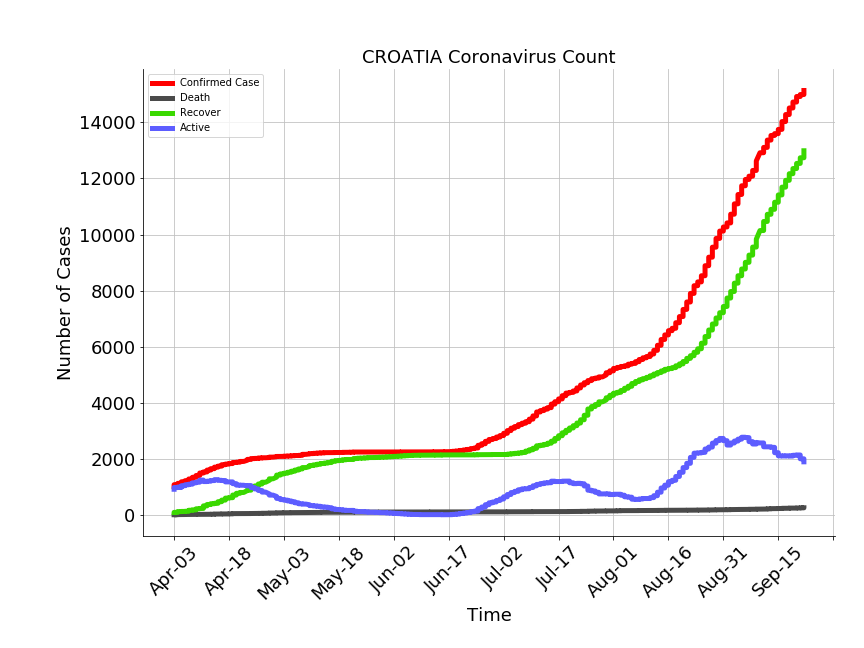 CROATIA Coronavirus Count
Confirmed Case
Death
Recover
Active
14000
12000
10000
8000
6000
4000
2000
0
Number of Cases
Apr-03
Apr-18
May-03
May-18
Jun-02
Jun-17
Jul-02
Jul-17
Aug-01
Aug-16
Aug-31
Sep-15
Time